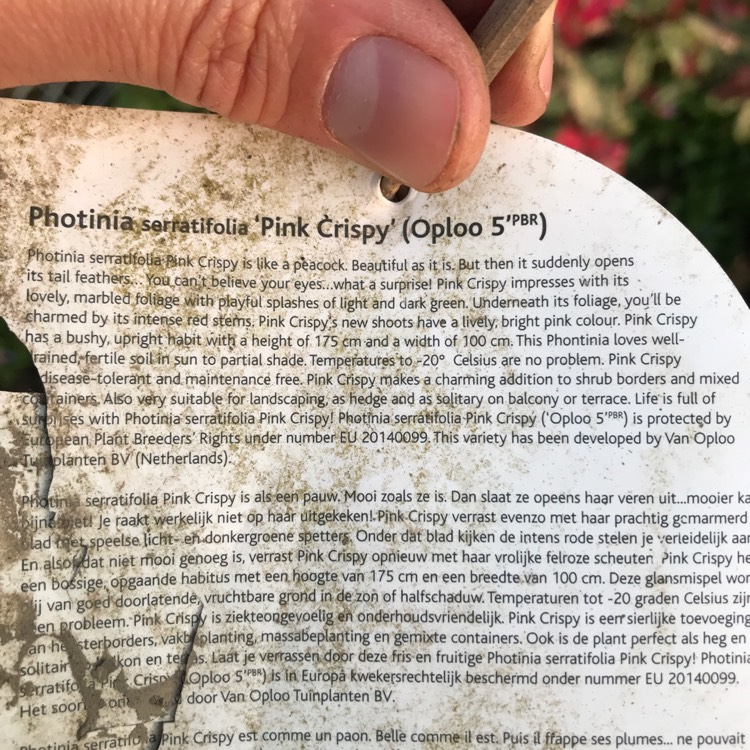 Photinia serratifolia ‘Pink Crispy’ (Oploo 5’PBR)
Photinia serratifolia Pink Crispy is like a peacock. Beautiful as it is. But then it suddenly opens
its tail feathers... You can't believe your eyes...what a surprise! Pink Crispy impresses with its
lovely, marbled foliage with playful splashes of light and dark green. Underneath its foliage, you'll be
charmed by its intense red stems. Pink Crispy's new shoots have a lively, bright pink colour. Pink Crispy
has a bushy, upright habit with a height of 175 cm and a width of 100 cm. This Phontinia loves well-
rained, fertile soil in sun to partial shade. Temperatures to -20° Celsius are no problem. Pink Crispy
disease-tolerant and maintenance free. Pink Crispy makes a charming addition to shrub borders and mixed
containers. Also very suitable for landscaping, as hedge and as solitary on balcony or terrace. Life is full of
surprises with Photinia serratifolia Pink Crispy! Photinia serratifolia Pink Crispy (‘Oploo 5’PBR) is protected by
European Plant Breeders' Rights under number EU 20140099. This variety has been developed by Van Oploo
Tuinplanten BV (Netherlands).
Photinia serratifolia Pink Crispy is als een pauw. Mooi zoals ze is. Dan slaat ze opeens haar veren uit...mooier ka
niet! Je raakt werkelijk niet op haar uitgekeken! Pink Crispy verrast evenzo met haar prachtig gemarmerd
blad met speelse licht- en donkergroene spetters. Onder dat blad kijken de intens rode stelen je verleidelijk aan
En alsof dat niet mooi genoeg is, verrast Pink Crispy opnieuw met haar vrolijke felroze scheuten Pink Crispy he
een bossige, opgaande habitus met een hoogte van 175 cm en een breedte van 100 cm. Deze glansmispel wor
ij van goed doorlatende, vruchtbare grond in de zon of halfschaduw. Temperaturen tot -20 graden Celsius zijn
een probleem. Pink Crispy is ziekteongevoelig en onderhoudsvriendelijk. Pink Crispy is een sierlijke toevoeging
an he sterborders, vakbeplanting, massabeplanting en gemixte containers. Ook is de plant perfect als heg en
solitair kon en terras. Laat je verrassen door deze fris en fruitige Photinia serratifolia Pink Crispy! Photinia
serratifo Pink Crispy Oploo 5’PBR) is in Europa kwekersrechtelijk beschermd onder nummer EU 20140099.
Het soor door Van Oploo Tuinplanten BV.
Photinia serratifo a Pink Crispy est comme un paon. Belle comme il est. Puis il frappe ses plumes... ne pouvait